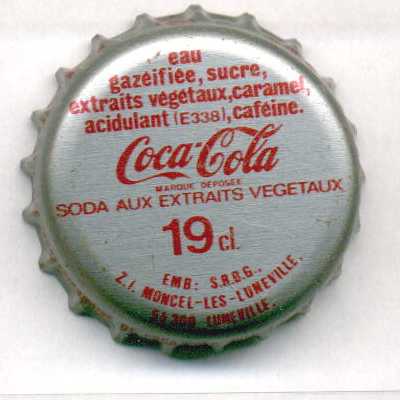 eau
gazéifiée, sucre,
extraits végétaux, caramel,
acidulant (E338), caféine.
Coca-Cola
MARQUE DÉPOSÉE
SODA AUX EXTRAITS VEGETAUX
19 cl.
EMB: S.R.D.G.,
Z.I. MONCEL-LES-LUNEVILLE,
54300 LUNEVILLE.